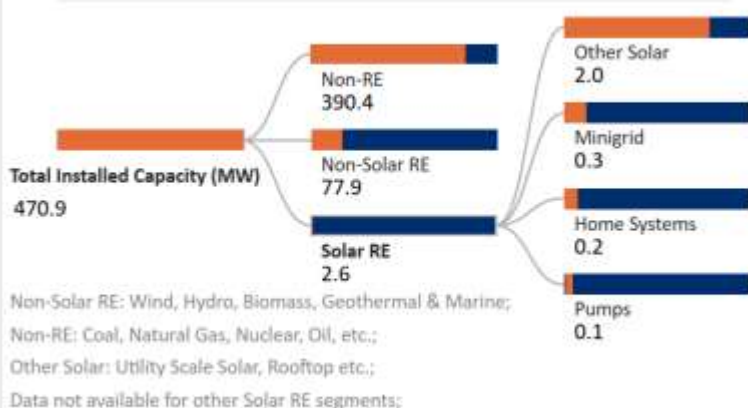 Total Installed Capacity (MW)
470.9
Non-RE
390.4
Non-Solar RE
77.9
Solar RE
2.6
Other Solar
2.0
Minigrid
0.3
Home Systems
0.2
Pumps
0.1
Non-Solar RE: Wind, Hydro, Biomass, Geothermal & Marine;
Non-RE: Coal, Natural Gas, Nuclear, Oil, etc.;
Other Solar: Utility Scale Solar, Rooftop etc.;
Data not available for other Solar RE segments;